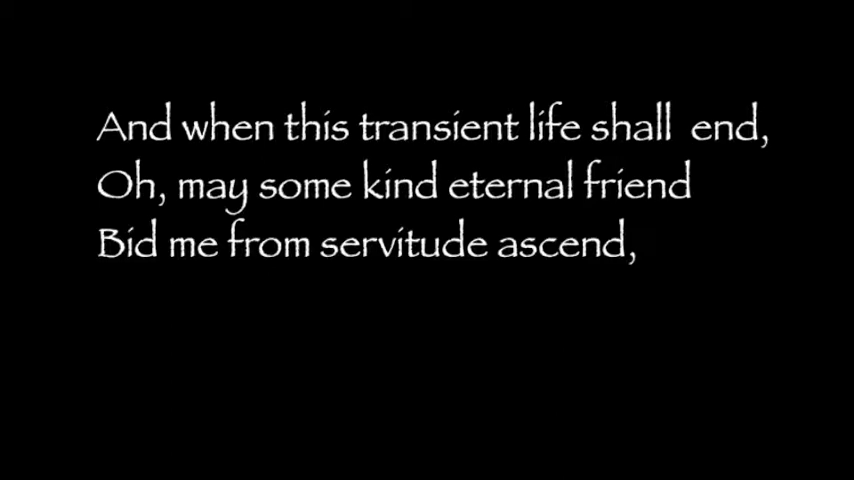 And when this transient life shall end,
Oh, may some kind eternal friend
Bid me from servitude ascend,